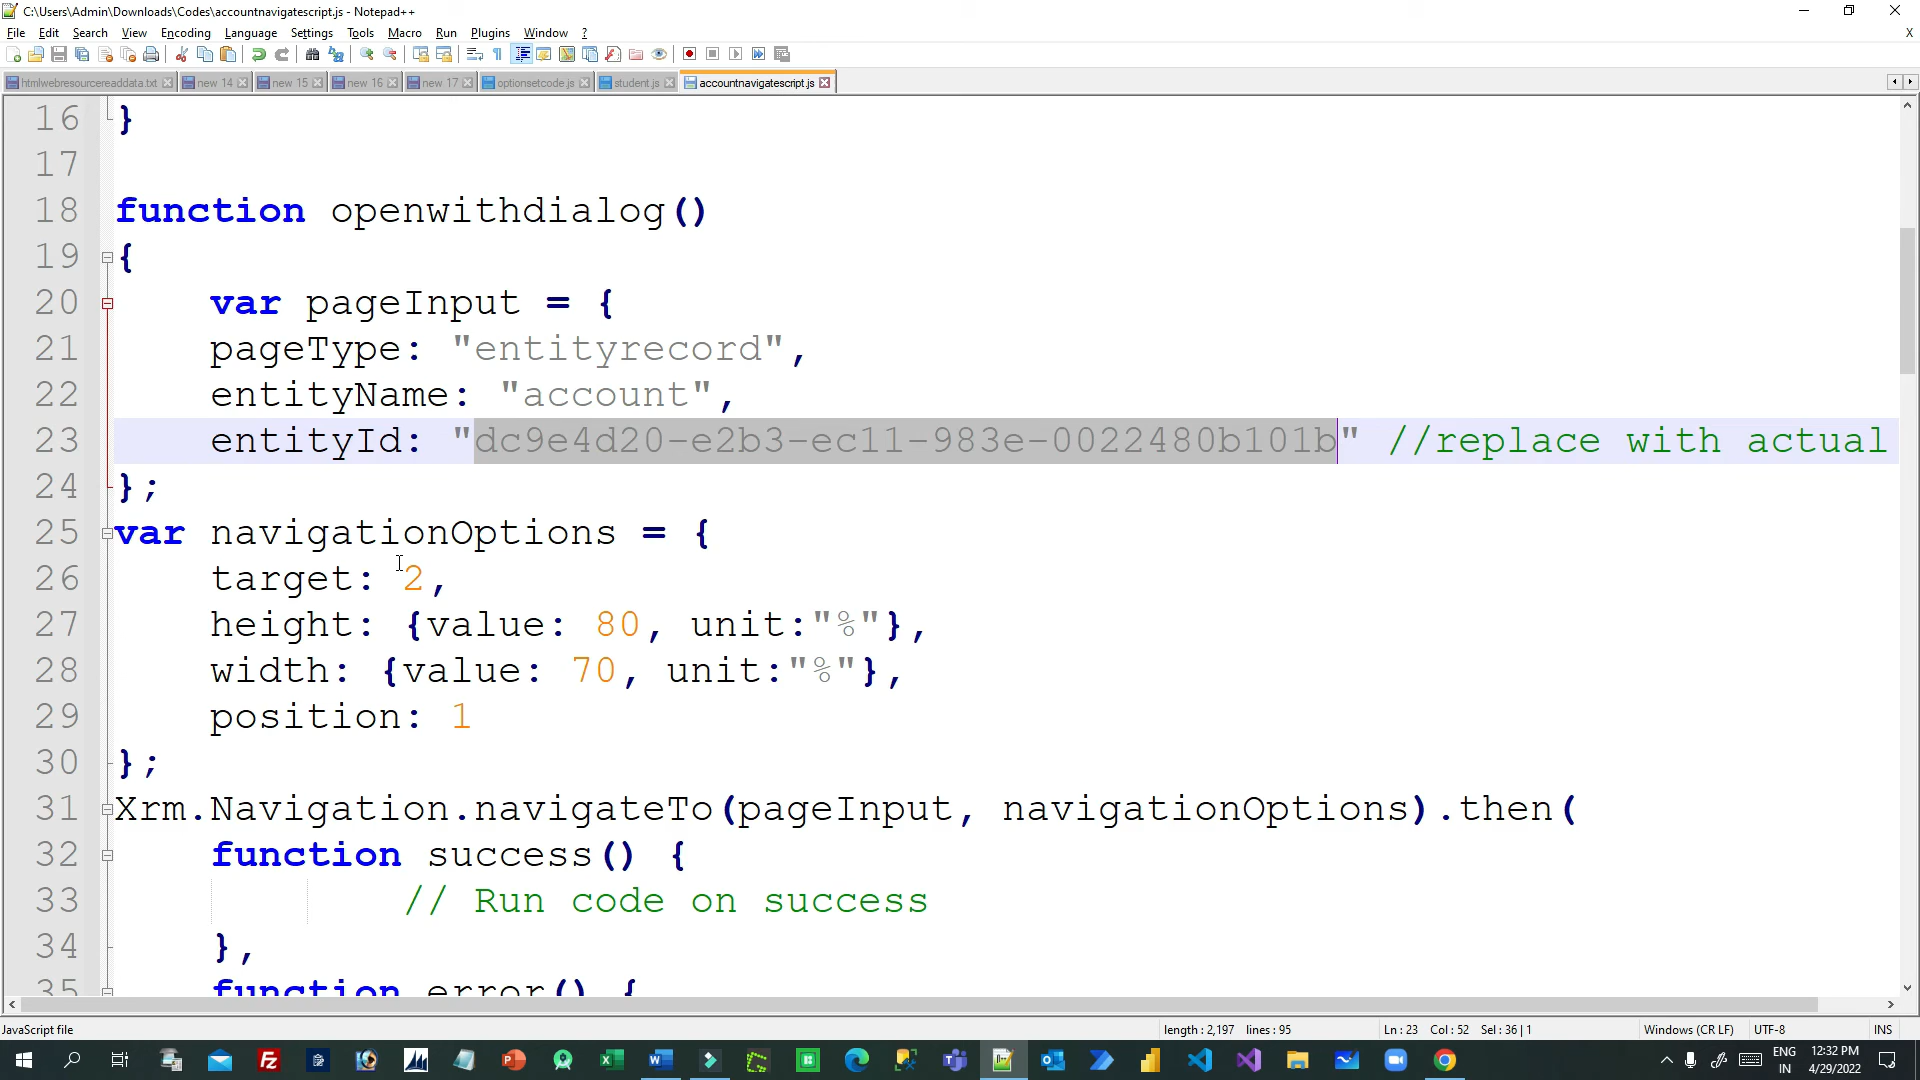 C:\Users\Admin\Downloads\Codes\accountnavigatescript.js - Notepad++
File Edit Search View Encoding Language Settings Tools Macro Run Plugins Window ? X
htmlwebresourcereaddata.txt new 14 new 15 new 16 new 17 optionsetcode.js student.js accountnavigatescript.js
16 }
17
18 function openwithdialog()
19 {
20 var pageInput = {
21 pageType: "entityrecord",
22 entityName: "account",
23 entityId: "dc9e4d20-e2b3-ec11-983e-0022480b101b" //replace with actual
24 };
25 var navigationOptions = {
26 target: 2,
27 height: {value: 80, unit:"%"},
28 width: {value: 70, unit:"%"},
29 position: 1
30 };
31 Xrm.Navigation.navigateTo(pageInput, navigationOptions).then(
32 function success() {
33 // Run code on success
34 },
35 function error() {
JavaScript file length : 2,197 lines : 95 Ln : 23 Col : 52 Sel : 36 | 1 Windows (CR LF) UTF-8 INS
ENG 12:32 PM
IN 4/29/2022